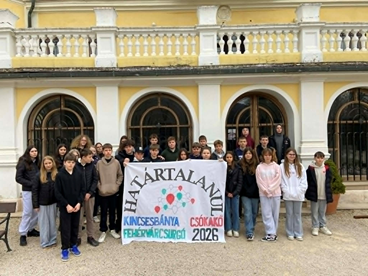 HATÁRTALANUL
KINCSESBÁNYA CSÓKAKŐ
FEHÉRVÁRCSURGÓ 2026